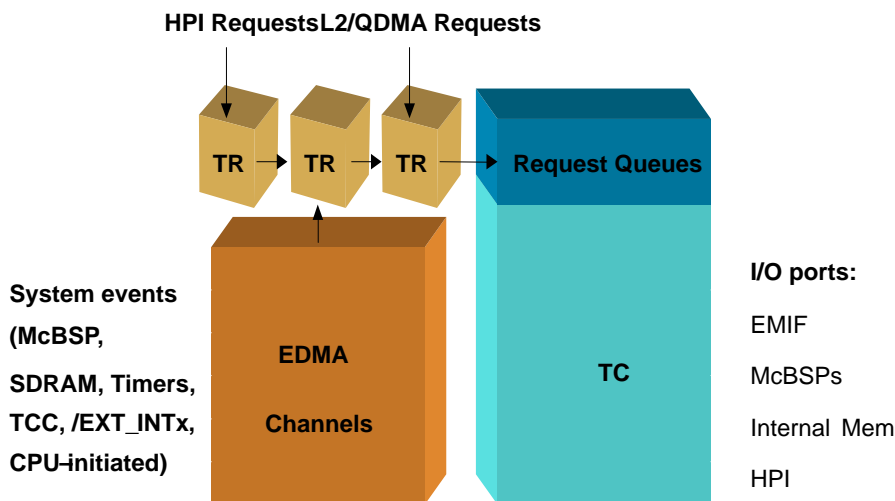 HPI RequestsL2/QDMA Requests
TR
TR
TR
Request Queues
System events
(McBSP,
SDRAM, Timers,
TCC, /EXT_INTx,
CPU–initiated)
EDMA
Channels
TC
I/O ports:
EMIF
McBSPs
Internal Mem
HPI